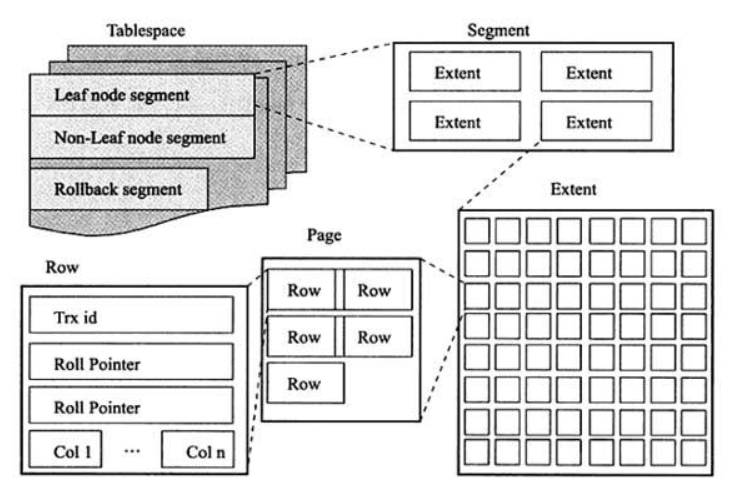 Tablespace
Leaf node segment
Non-Leaf node segment
Rollback segment
Segment
Extent Extent
Extent Extent
Extent
Page
Row Row
Row Row
Row
Row
Trx id
Roll Pointer
Roll Pointer
Col 1 ... Col n